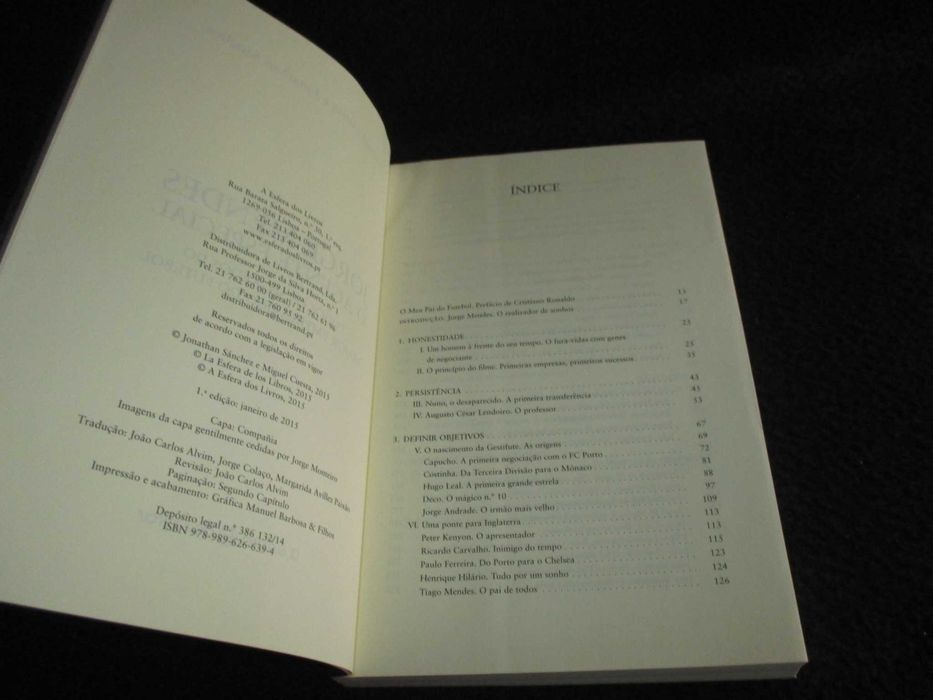 A Esfera dos Livros
Rua Barata Salgueiro, n.º 30, 1.º esq.
1269-056 Lisboa – Portugal
Tel. 213 404 060
Fax 213 404 069
www.esferadoslivros.pt
Distribuidora de Livros Bertrand, Lda.
Rua Professor Jorge da Silva Horta, n.º 1
1500-499 Lisboa
Tel. 21 762 60 00 (geral) / 21 762 61 96
Fax 21 760 95 92
distribuidora@bertrand.pt
Reservados todos os direitos
de acordo com a legislação em vigor
© Jonathan Sánchez e Miguel Cuesta, 2015
© La Esfera de los Libros, 2015
© A Esfera dos Livros, 2015
1.ª edição: janeiro de 2015
Capa: Compañia
Imagens da capa gentilmente cedidas por Jorge Monteiro
Tradução: João Carlos Alvim, Jorge Colaço, Margarida Avillez Paixão
Revisão: João Carlos Alvim
Paginação: Segundo Capítulo
Impressão e acabamento: Gráfica Manuel Barbosa & Filhos
Depósito legal n.º 386 132/14
ISBN 978-989-626-639-4
ÍNDICE
O Meu Pai do Futebol. Prefácio de Cristiano Ronaldo 13
INTRODUÇÃO. Jorge Mendes. O realizador de sonhos 17
1. HONESTIDADE 23
I. Um homem à frente do seu tempo. O fura-vidas com genes
de negociante 25
II. O princípio do filme. Primeiras empresas, primeiros sucessos 35
2. PERSISTÊNCIA 43
III. Nuno, o desaparecido. A primeira transferência 45
IV. Augusto César Lendoiro. O professor 53
3. DEFINIR OBJETIVOS 67
V. O nascimento da Gestifute. As origens 69
Capucho. A primeira negociação com o FC Porto 72
Costinha. Da Terceira Divisão para o Mónaco 81
Hugo Leal. A primeira grande estrela 88
Deco. O mágico n.º 10 97
Jorge Andrade. O irmão mais velho 109
VI. Uma ponte para Inglaterra 113
Peter Kenyon. O apresentador 113
Ricardo Carvalho. Inimigo do tempo 115
Paulo Ferreira. Do Porto para o Chelsea 123
Henrique Hilário. Tudo por um sonho 124
Tiago Mendes. O pai de todos 126